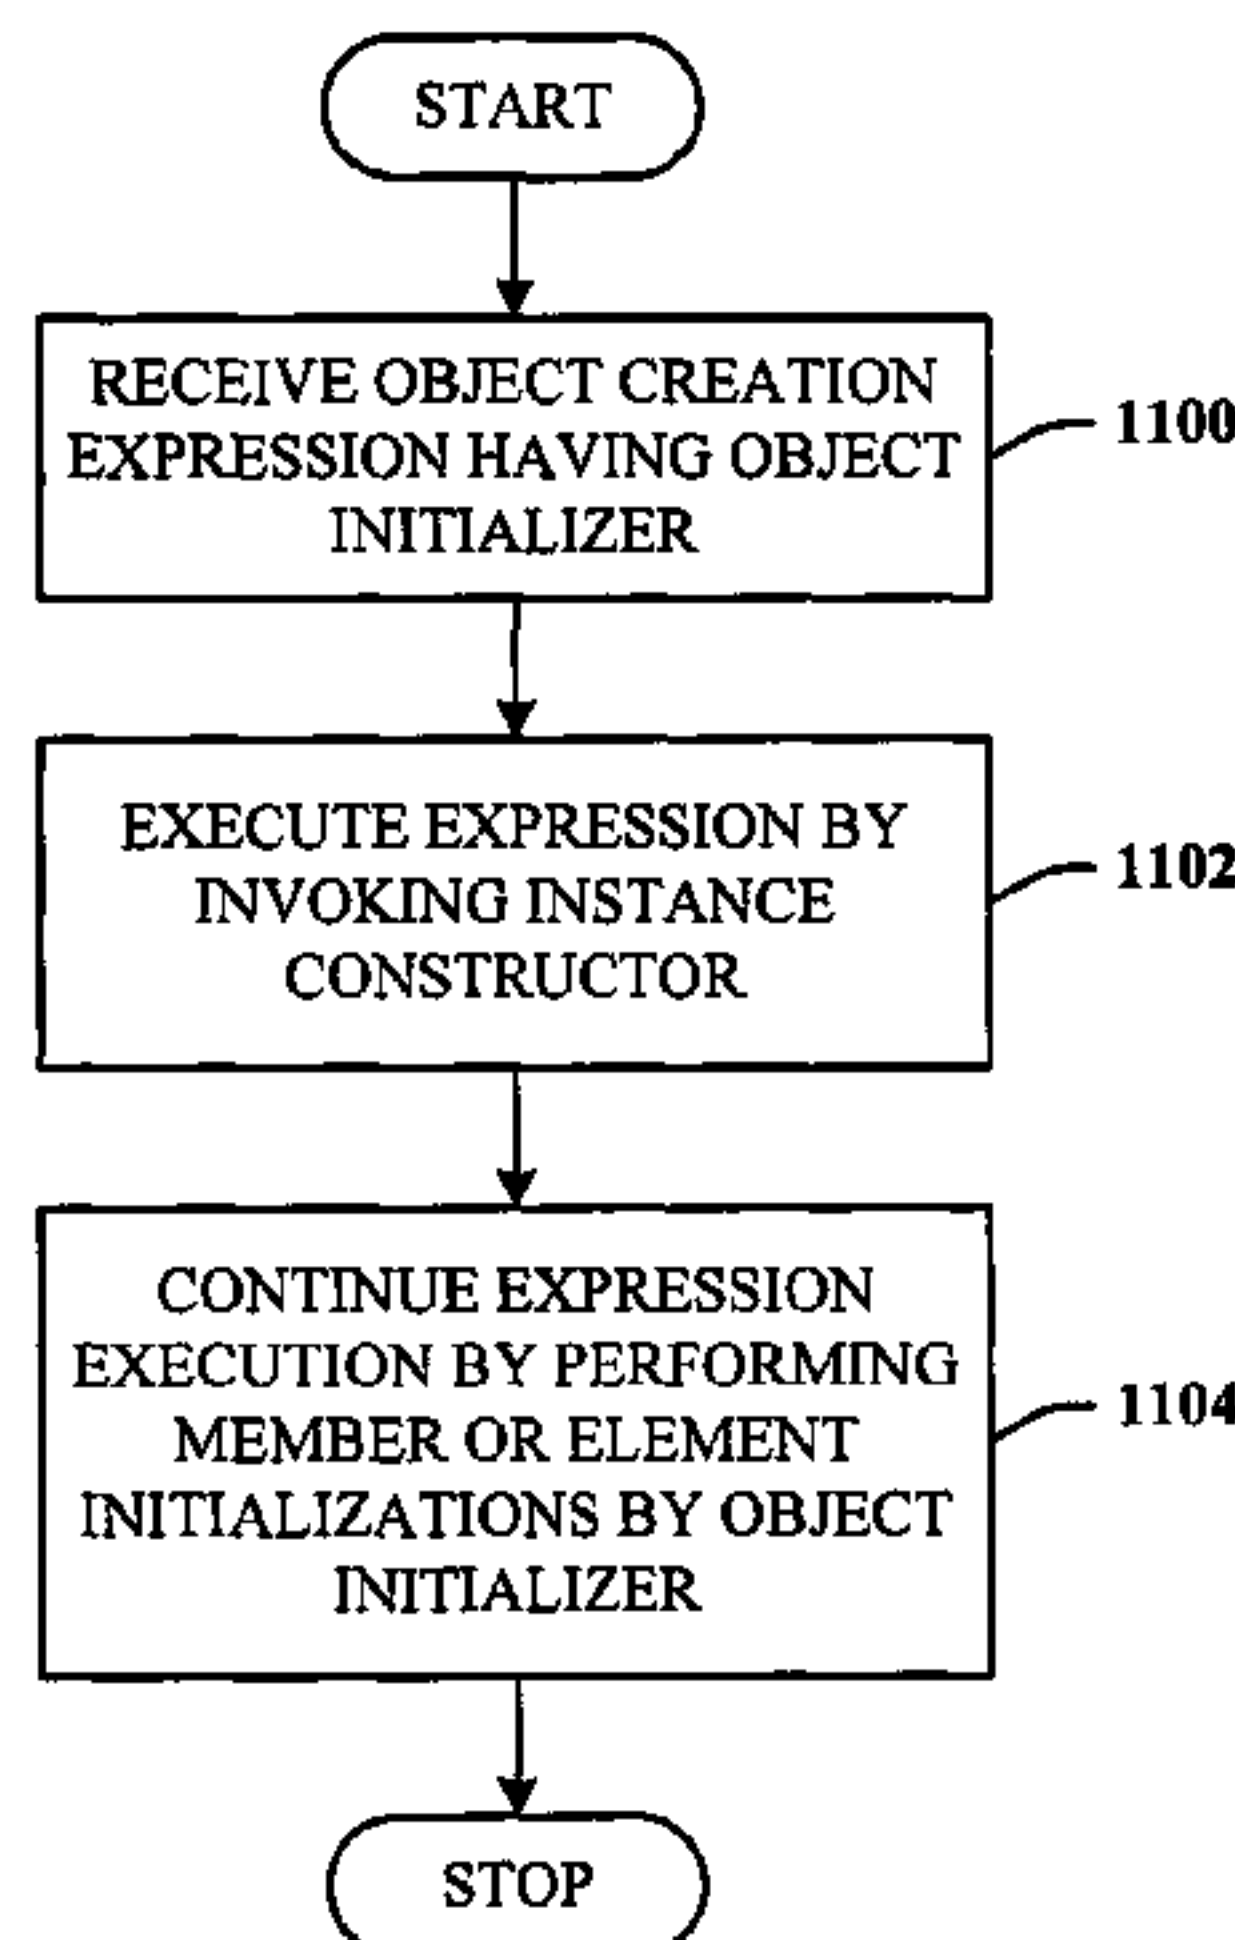 START
RECEIVE OBJECT CREATION
EXPRESSION HAVING OBJECT
INITIALIZER
1100
EXECUTE EXPRESSION BY
INVOKING INSTANCE
CONSTRUCTOR
1102
CONTINUE EXPRESSION
EXECUTION BY PERFORMING
MEMBER OR ELEMENT
INITIALIZATIONS BY OBJECT
INITIALIZER
1104
STOP